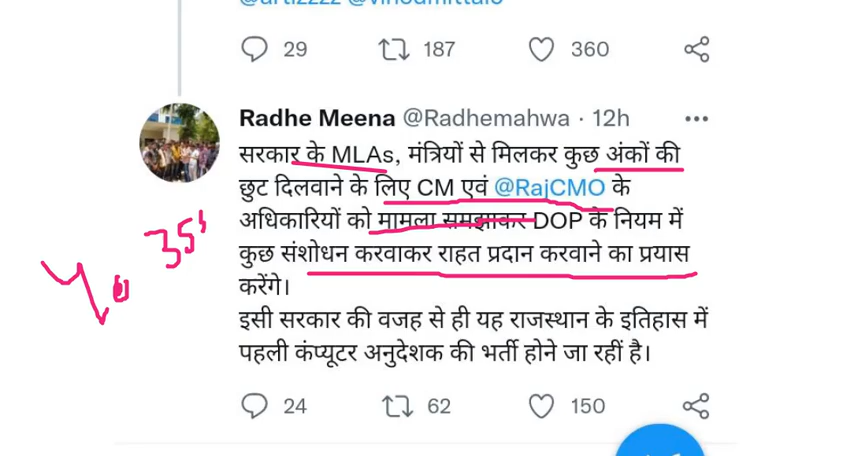 29 187 360
Radhe Meena @Radhemahwa · 12h
सरकार के MLAs, मंत्रियों से मिलकर कुछ अंकों की
छुट दिलवाने के लिए CM एवं @RajCMO के
अधिकारियों को मामला समझाकर DOP के नियम में
कुछ संशोधन करवाकर राहत प्रदान करवाने का प्रयास
करेंगे।
इसी सरकार की वजह से ही यह राजस्थान के इतिहास में
पहली कंप्यूटर अनुदेशक की भर्ती होने जा रहीं है।
24 62 150